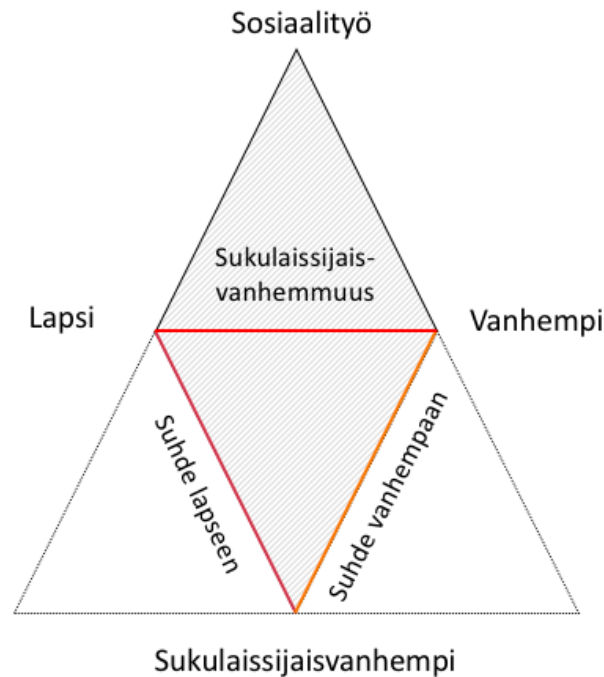 Sosiaalityö
Sukulaissijais-
vanhemmuus
Lapsi
Vanhempi
Suhde lapseen
Suhde vanhempaan
Sukulaissijaisvanhempi